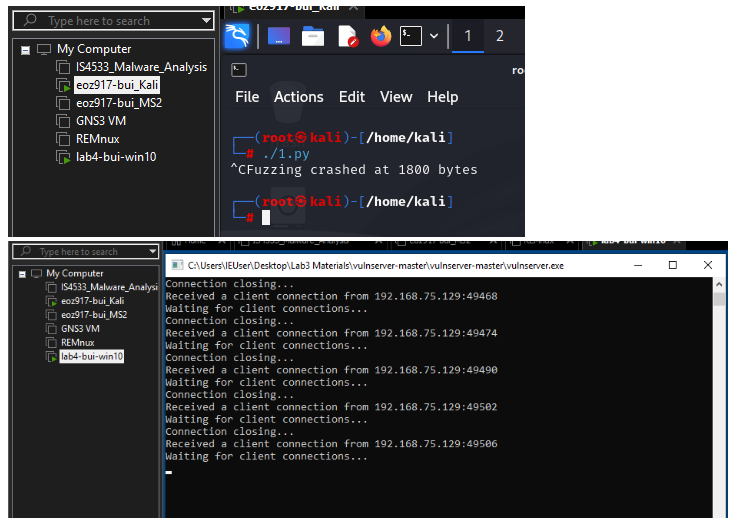 eoz917-bui_Kali
Type here to search
My Computer
IS4533_Malware_Analysis
eoz917-bui_Kali
eoz917-bui_MS2
GNS3 VM
REMnux
lab4-bui-win10
1 2
ro
File Actions Edit View Help
┌──(root㉿kali)-[/home/kali]
└─# ./1.py
^CFuzzing crashed at 1800 bytes
┌──(root㉿kali)-[/home/kali]
└─#
Type here to search
Home IS4533_Malware_Analysis eoz917-bui_MS2 REMnux lab4-bui-win10
My Computer
IS4533_Malware_Analysi
eoz917-bui_Kali
eoz917-bui_MS2
GNS3 VM
REMnux
lab4-bui-win10
C:\Users\IEUser\Desktop\Lab3 Materials\vulnserver-master\vulnserver-master\vulnserver.exe
Connection closing...
Received a client connection from 192.168.75.129:49468
Waiting for client connections...
Connection closing...
Received a client connection from 192.168.75.129:49474
Waiting for client connections...
Connection closing...
Received a client connection from 192.168.75.129:49490
Waiting for client connections...
Connection closing...
Received a client connection from 192.168.75.129:49502
Waiting for client connections...
Connection closing...
Received a client connection from 192.168.75.129:49506
Waiting for client connections...